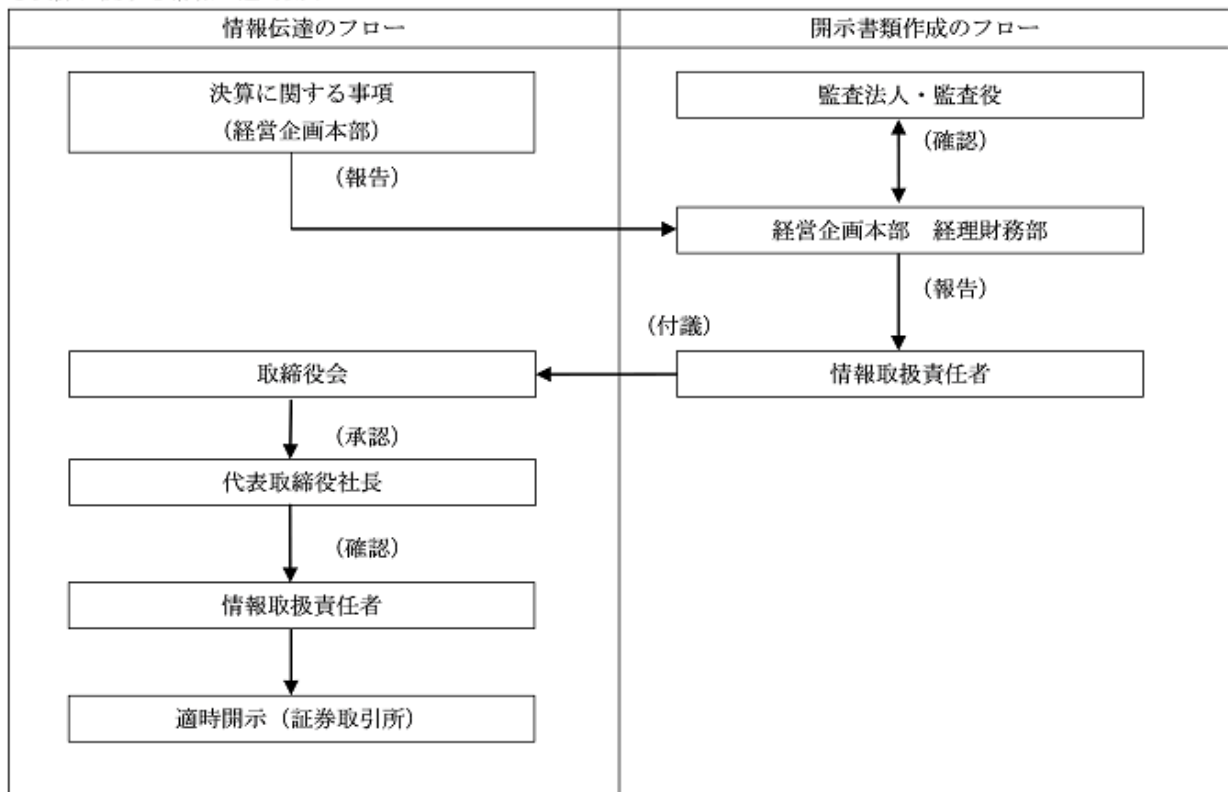 情報伝達のフロー
開示書類作成のフロー
決算に関する事項
(経営企画本部)
監査法人・監査役
(確認)
(報告)
経営企画本部　経理財務部
(報告)
(付議)
取締役会
情報取扱責任者
(承認)
代表取締役社長
(確認)
情報取扱責任者
適時開示（証券取引所）